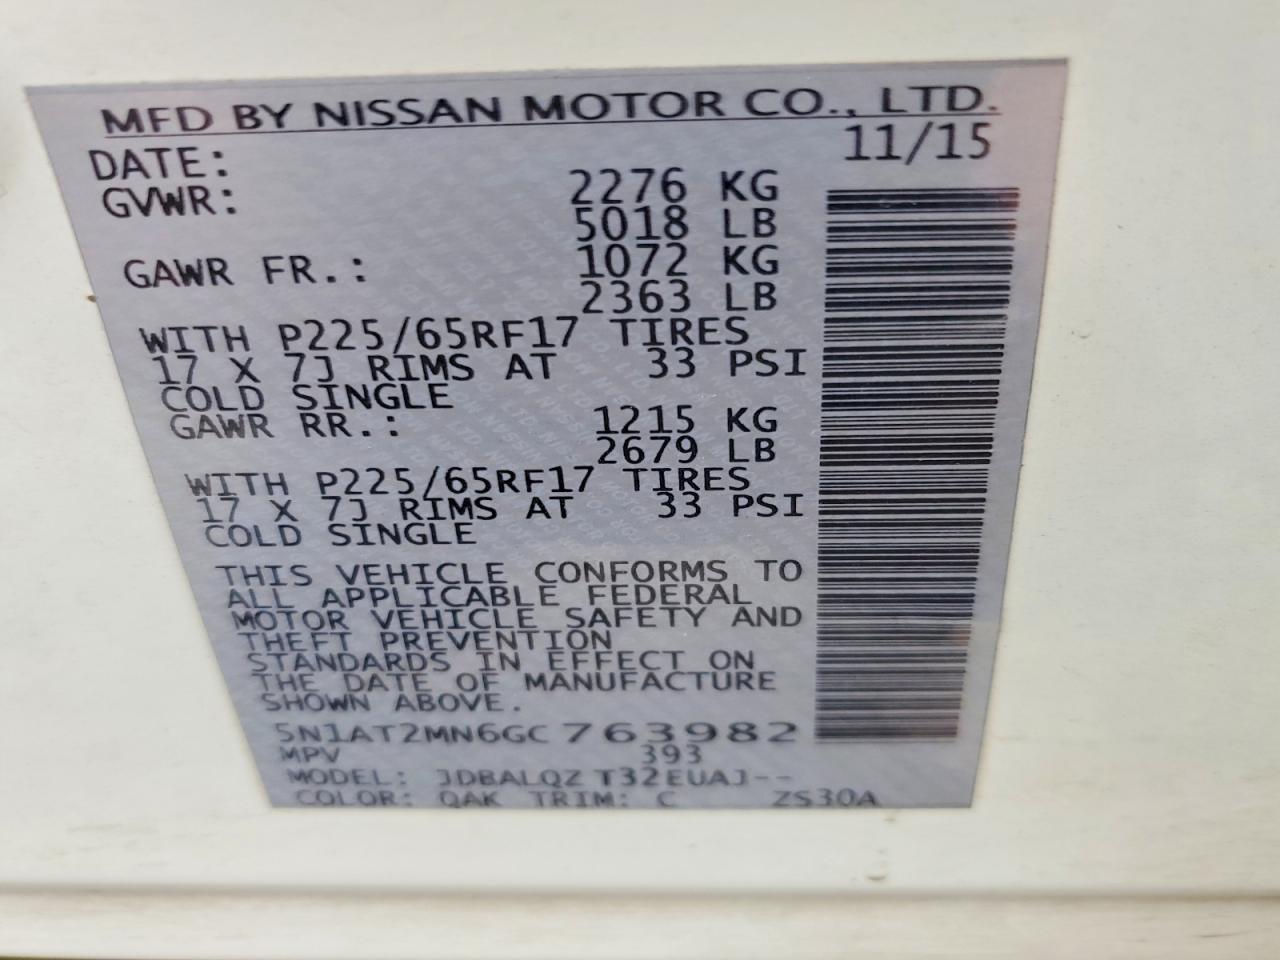 MFD BY NISSAN MOTOR CO., LTD.
DATE: 11/15
GVWR: 2276 KG
5018 LB
GAWR FR.: 1072 KG
2363 LB
WITH P225/65RF17 TIRES
17 X 7J RIMS AT 33 PSI
COLD SINGLE
GAWR RR.: 1215 KG
2679 LB
WITH P225/65RF17 TIRES
17 X 7J RIMS AT 33 PSI
COLD SINGLE
THIS VEHICLE CONFORMS TO
ALL APPLICABLE FEDERAL
MOTOR VEHICLE SAFETY AND
THEFT PREVENTION
STANDARDS IN EFFECT ON
THE DATE OF MANUFACTURE
SHOWN ABOVE.
5N1AT2MN6GC763982
MPV 393
MODEL: JDBALQZ T32EUAJ--
COLOR: QAK TRIM: C ZS30A